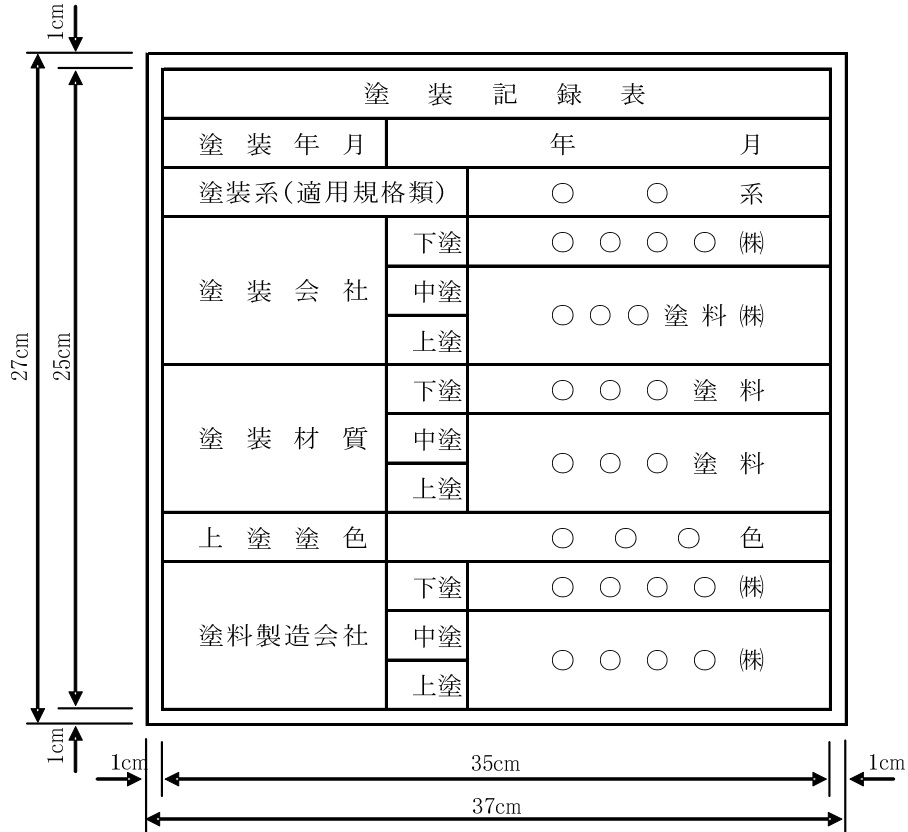 1cm
塗装記録表
塗装年月 年 月
塗装系(適用規格類) ○ ○ 系
下塗 ○○○○㈱
塗装会社 中塗 ○○○塗料㈱
上塗
下塗 ○○○塗料
塗装材質 中塗 ○○○塗料
上塗
上塗塗色 ○○○色
下塗 ○○○○㈱
塗料製造会社 中塗 ○○○○㈱
上塗
27cm
25cm
1cm
1cm
35cm
1cm
37cm